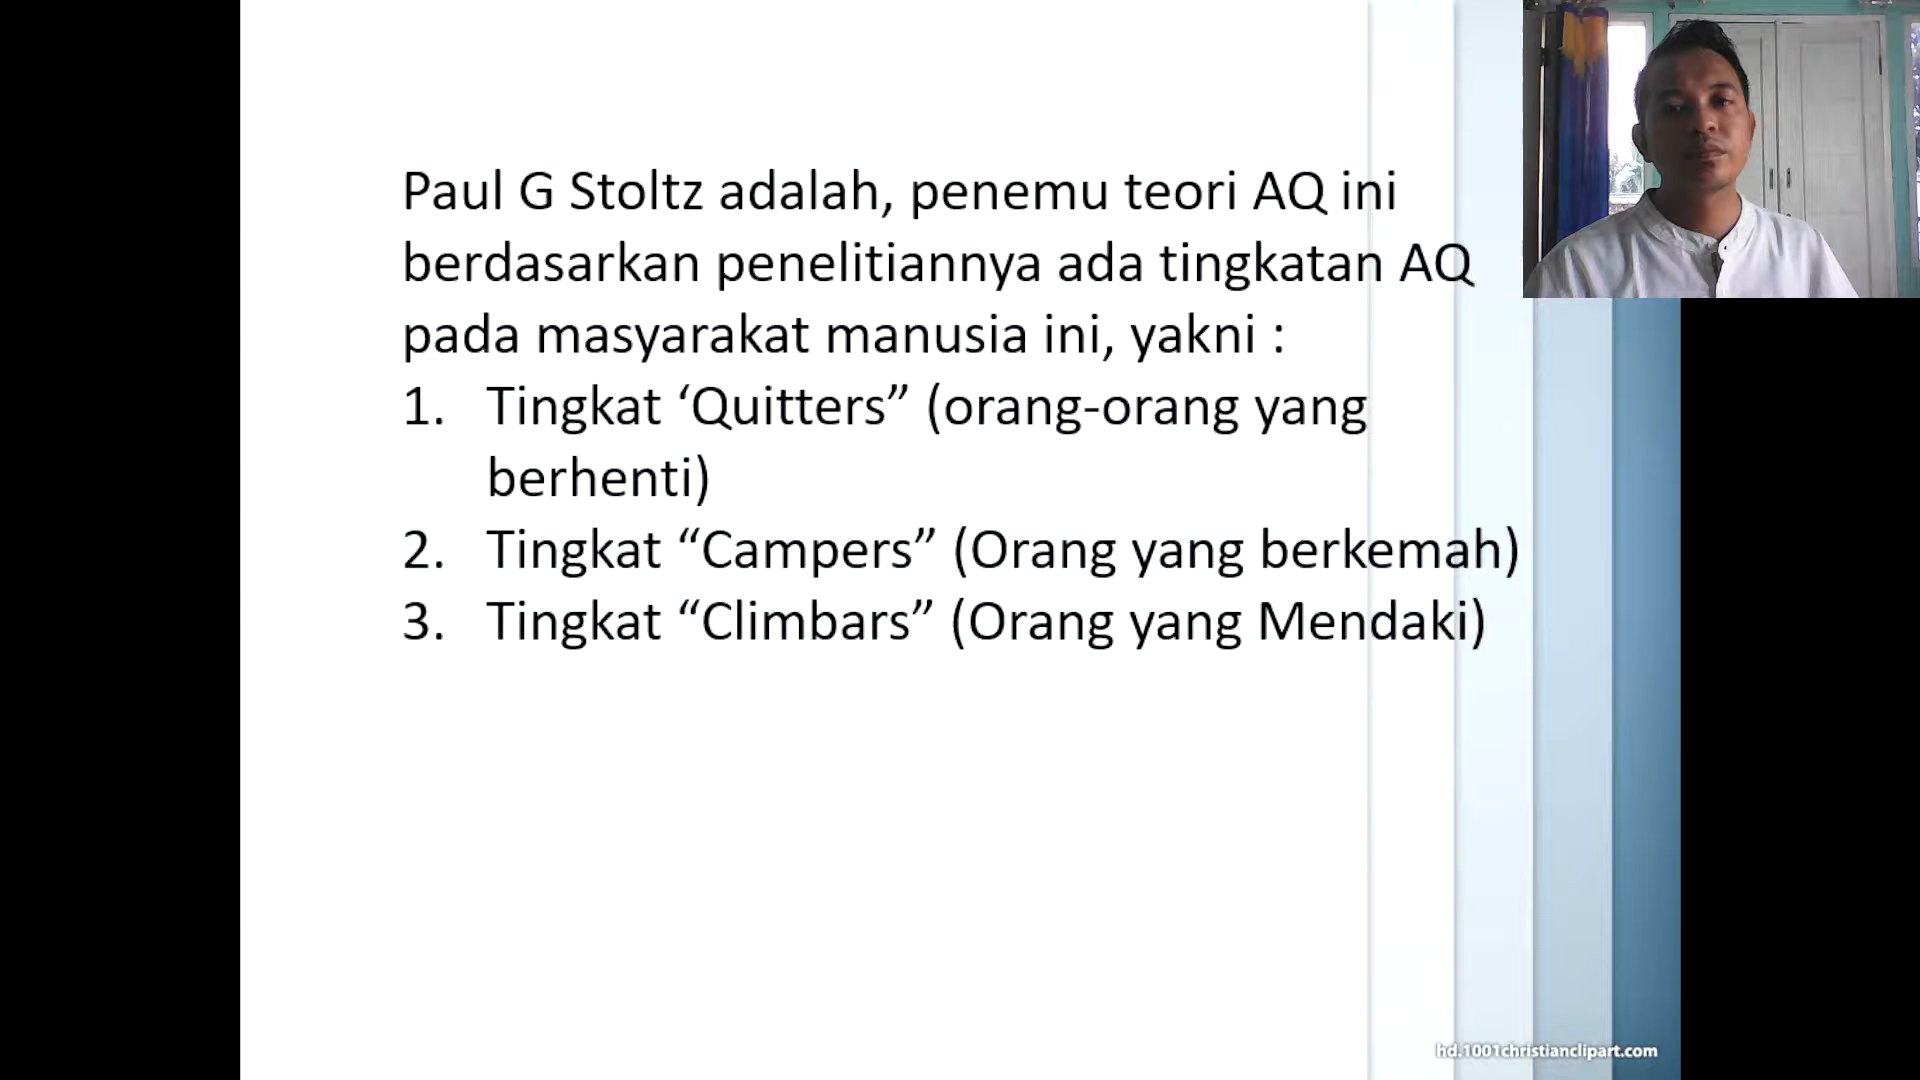 Paul G Stoltz adalah, penemu teori AQ ini
berdasarkan penelitiannya ada tingkatan AQ
pada masyarakat manusia ini, yakni :
1. Tingkat ‘Quitters” (orang-orang yang
berhenti)
2. Tingkat “Campers” (Orang yang berkemah)
3. Tingkat “Climbars” (Orang yang Mendaki)
hd.1001christianclipart.com